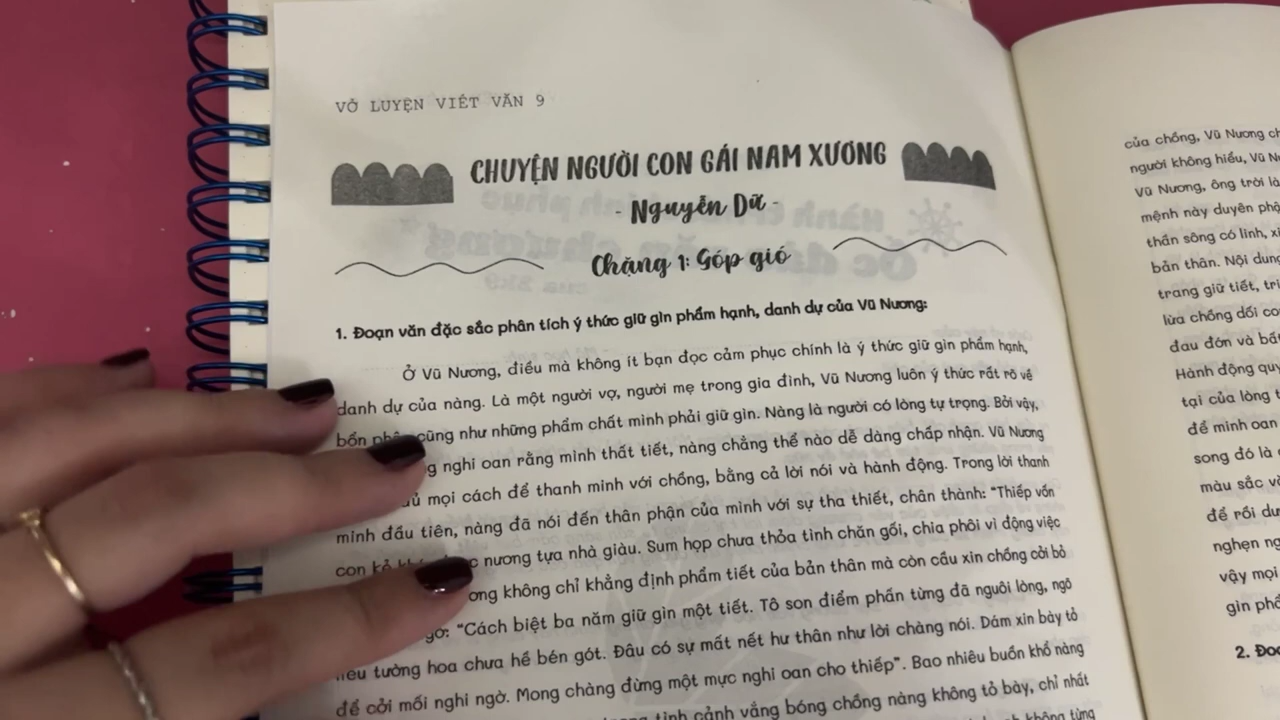 VỞ LUYỆN VIẾT VĂN 9
CHUYỆN NGƯỜI CON GÁI NAM XƯƠNG
- Nguyễn Dữ -
Chặng 1: Góp gió
1. Đoạn văn đặc sắc phân tích ý thức giữ gìn phẩm hạnh, danh dự của Vũ Nương:
Ở Vũ Nương, điều mà không ít bạn đọc cảm phục chính là ý thức giữ gìn phẩm hạnh,
danh dự của nàng. Là một người vợ, người mẹ trong gia đình, Vũ Nương luôn ý thức rất rõ về
bổn phận cũng như những phẩm chất mình phải giữ gìn. Nàng là người có lòng tự trọng. Bởi vậy,
nghi oan rằng mình thất tiết, nàng chẳng thể nào dễ dàng chấp nhận. Vũ Nương
mọi cách để thanh minh với chồng, bằng cả lời nói và hành động. Trong lời thanh
minh đầu tiên, nàng đã nói đến thân phận của mình với sự tha thiết, chân thành: "Thiếp vốn
con kẻ nương tựa nhà giàu. Sum họp chưa thỏa tình chăn gối, chia phôi vì động việc
không chỉ khẳng định phẩm tiết của bản thân mà còn cầu xin chồng cởi bỏ
"Cách biệt ba năm giữ gìn một tiết. Tô son điểm phấn từng đã nguôi lòng, ngõ
liễu tường hoa chưa hề bén gót. Đâu có sự mất nết hư thân như lời chàng nói. Dám xin bày tỏ
để cởi mối nghi ngờ. Mong chàng đừng một mực nghi oan cho thiếp". Bao nhiêu buồn khổ nàng
tình cảnh vắng bóng chồng nàng không tỏ bày, chỉ nhất
không từng
của chồng, Vũ Nương
người không hiểu, Vũ
Vũ Nương, ông trời là
mệnh này duyên
thần sông có linh,
bản thân. Nội dung
trang giữ tiết,
lừa chồng dối
đau đớn và
Hành động
tại của lòng
để minh oan
song đó là
màu sắc
để rồi
nghẹn
vậy mọi
gìn
2.